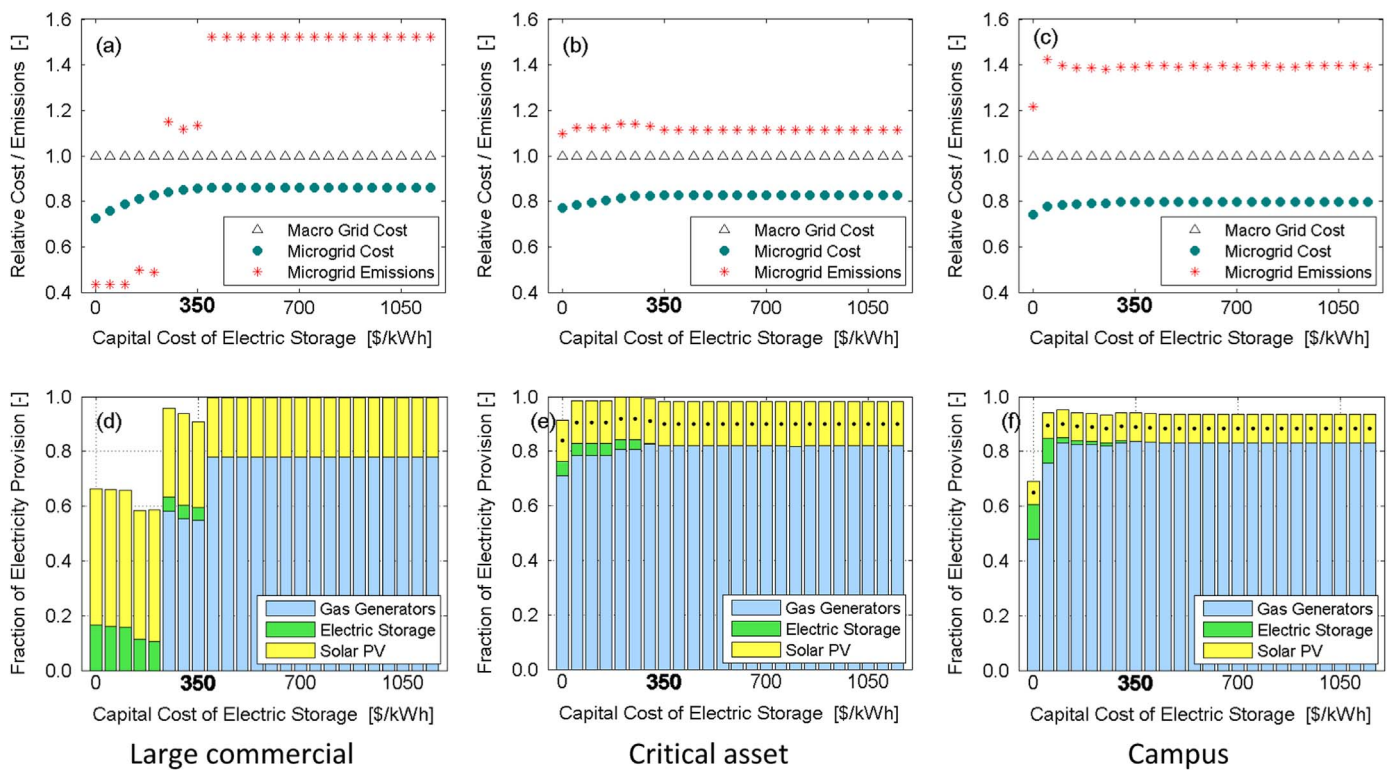 Relative Cost / Emissions [-]
1.6
1.4
1.2
1.0
0.8
0.6
0.4
(a)
Macro Grid Cost
Microgrid Cost
Microgrid Emissions
0 350 700 1050
Capital Cost of Electric Storage [$/kWh]
Relative Cost / Emissions [-]
1.6
1.4
1.2
1.0
0.8
0.6
0.4
(b)
Macro Grid Cost
Microgrid Cost
Microgrid Emissions
0 350 700 1050
Capital Cost of Electric Storage [$/kWh]
Relative Cost / Emissions [-]
1.6
1.4
1.2
1.0
0.8
0.6
0.4
(c)
Macro Grid Cost
Microgrid Cost
Microgrid Emissions
0 350 700 1050
Capital Cost of Electric Storage [$/kWh]
Fraction of Electricity Provision [-]
1.0
0.8
0.6
0.4
0.2
0.0
(d)
Gas Generators
Electric Storage
Solar PV
0 350 700 1050
Capital Cost of Electric Storage [$/kWh]
Large commercial
Fraction of Electricity Provision [-]
1.0
0.8
0.6
0.4
0.2
0.0
(e)
Gas Generators
Electric Storage
Solar PV
0 350 700 1050
Capital Cost of Electric Storage [$/kWh]
Critical asset
Fraction of Electricity Provision [-]
1.0
0.8
0.6
0.4
0.2
0.0
(f)
Gas Generators
Electric Storage
Solar PV
0 350 700 1050
Capital Cost of Electric Storage [$/kWh]
Campus